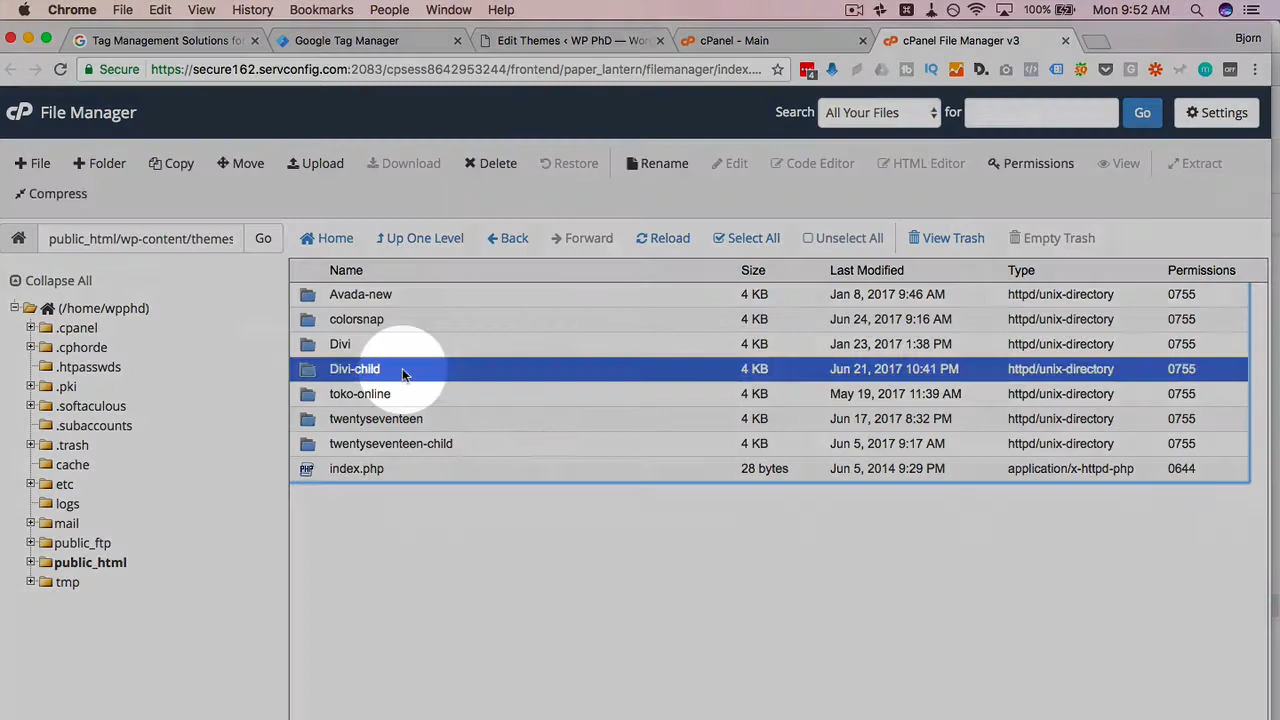 Chrome File Edit View History Bookmarks People Window Help 100% Mon 9:52 AM
Tag Management Solutions for Google Tag Manager Edit Themes ‹ WP PhD — Wor cPanel - Main cPanel File Manager v3 Bjorn
Secure https://secure162.servconfig.com:2083/cpsess8642953244/frontend/paper_lantern/filemanager/index.... 4 OFF
cP File Manager Search All Your Files for Go Settings
File Folder Copy Move Upload Download Delete Restore Rename Edit Code Editor HTML Editor Permissions View Extract
Compress
public_html/wp-content/themes Go Home Up One Level Back Forward Reload Select All Unselect All View Trash Empty Trash
Collapse All
(/home/wpphd)
.cpanel
.cphorde
.htpasswds
.pki
.softaculous
.subaccounts
.trash
cache
etc
logs
mail
public_ftp
public_html
tmp
Name Size Last Modified Type Permissions
Avada-new 4 KB Jan 8, 2017 9:46 AM httpd/unix-directory 0755
colorsnap 4 KB Jun 24, 2017 9:16 AM httpd/unix-directory 0755
Divi 4 KB Jan 23, 2017 1:38 PM httpd/unix-directory 0755
Divi-child 4 KB Jun 21, 2017 10:41 PM httpd/unix-directory 0755
toko-online 4 KB May 19, 2017 11:39 AM httpd/unix-directory 0755
twentyseventeen 4 KB Jun 17, 2017 8:32 PM httpd/unix-directory 0755
twentyseventeen-child 4 KB Jun 5, 2017 9:17 AM httpd/unix-directory 0755
index.php 28 bytes Jun 5, 2014 9:29 PM application/x-httpd-php 0644